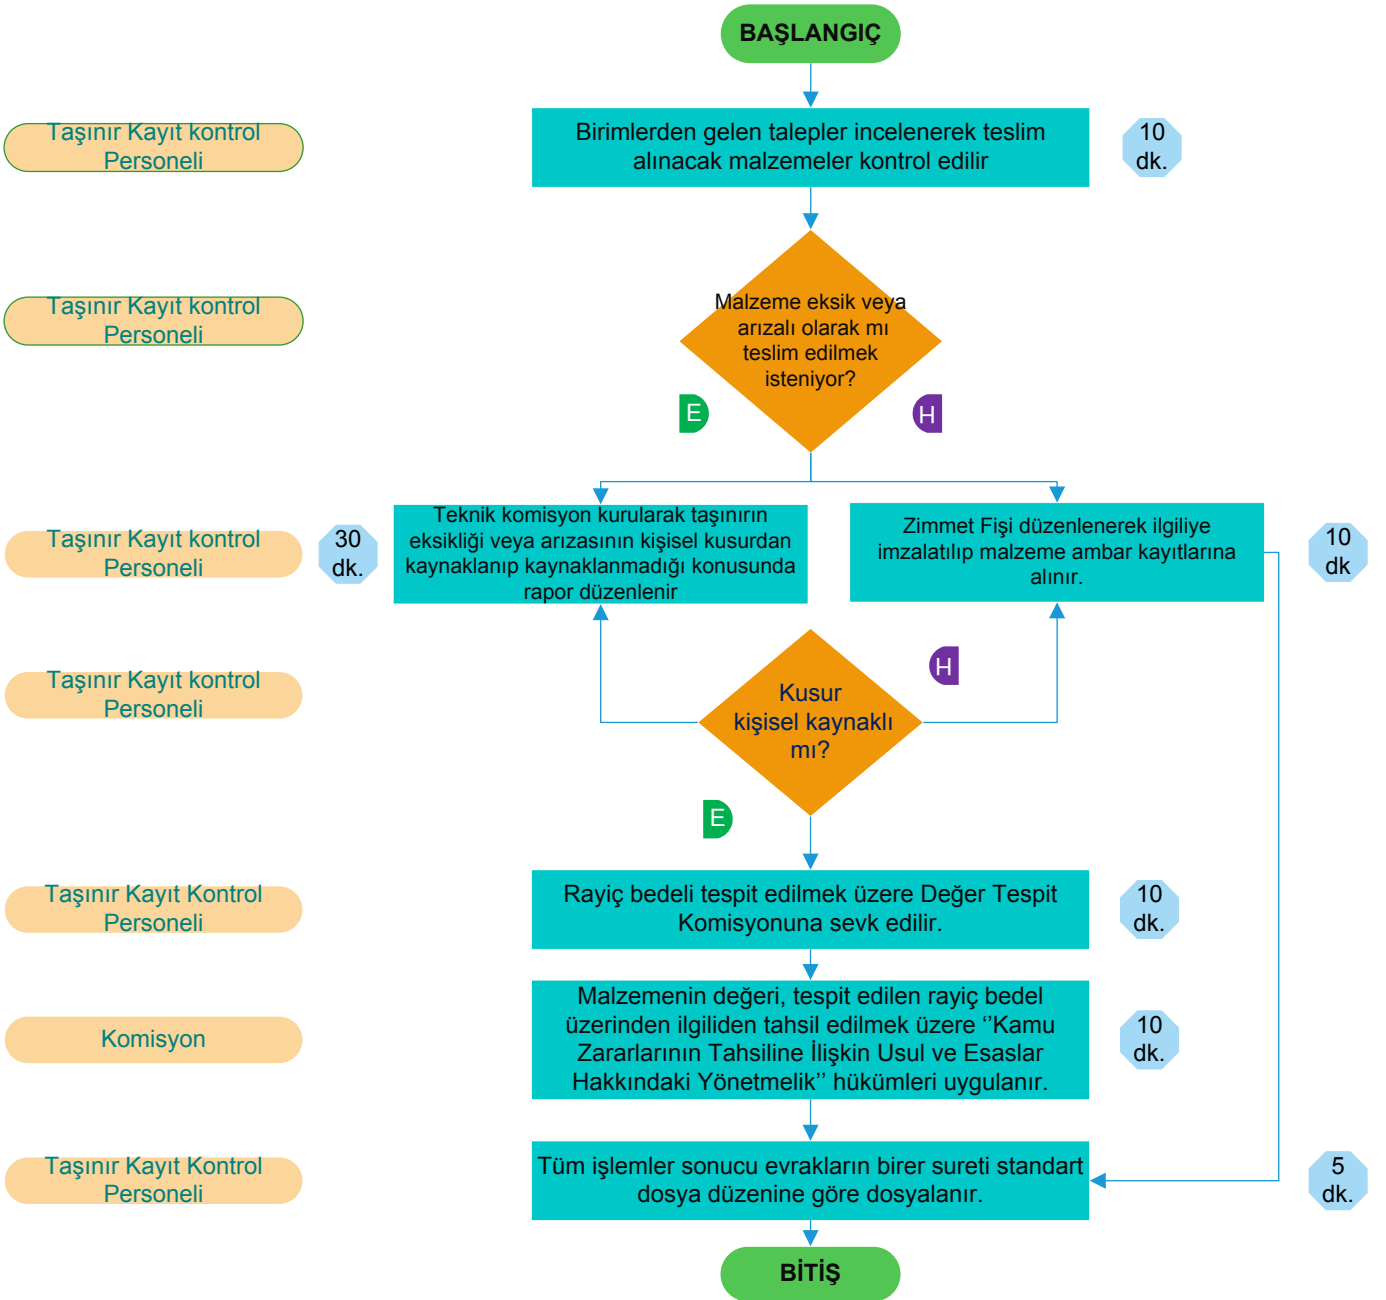 BAŞLANGIÇ
Taşınır Kayıt kontrol
Personeli
Birimlerden gelen talepler incelenerek teslim
alınacak malzemeler kontrol edilir
10
dk.
Taşınır Kayıt kontrol
Personeli
Malzeme eksik veya
arızalı olarak mı
teslim edilmek
isteniyor?
E
H
Taşınır Kayıt kontrol
Personeli
30
dk.
Teknik komisyon kurularak taşınırın
eksikliği veya arızasının kişisel kusurdan
kaynaklanıp kaynaklanmadığı konusunda
rapor düzenlenir
Zimmet Fişi düzenlenerek ilgiliye
imzalatılıp malzeme ambar kayıtlarına
alınır.
10
dk
Taşınır Kayıt kontrol
Personeli
Kusur
kişisel kaynaklı
mı?
H
E
Taşınır Kayıt Kontrol
Personeli
Rayiç bedeli tespit edilmek üzere Değer Tespit
Komisyonuna sevk edilir.
10
dk.
Komisyon
Malzemenin değeri, tespit edilen rayiç bedel
üzerinden ilgiliden tahsil edilmek üzere ‘’Kamu
Zararlarının Tahsiline İlişkin Usul ve Esaslar
Hakkındaki Yönetmelik’’ hükümleri uygulanır.
10
dk.
Taşınır Kayıt Kontrol
Personeli
Tüm işlemler sonucu evrakların birer sureti standart
dosya düzenine göre dosyalanır.
5
dk.
BİTİŞ